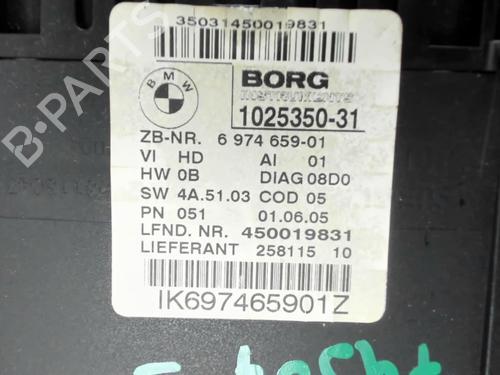 35031450019831
BMW
BORG
INSTRUMENTS
1025350-31
ZB-NR. 6 974 659-01
VI HD AI 01
HW 0B DIAG 08D0
SW 4A.51.03 COD 05
PN 051 01.06.05
LFND. NR. 450019831
LIEFERANT 258115 10
IK697465901Z